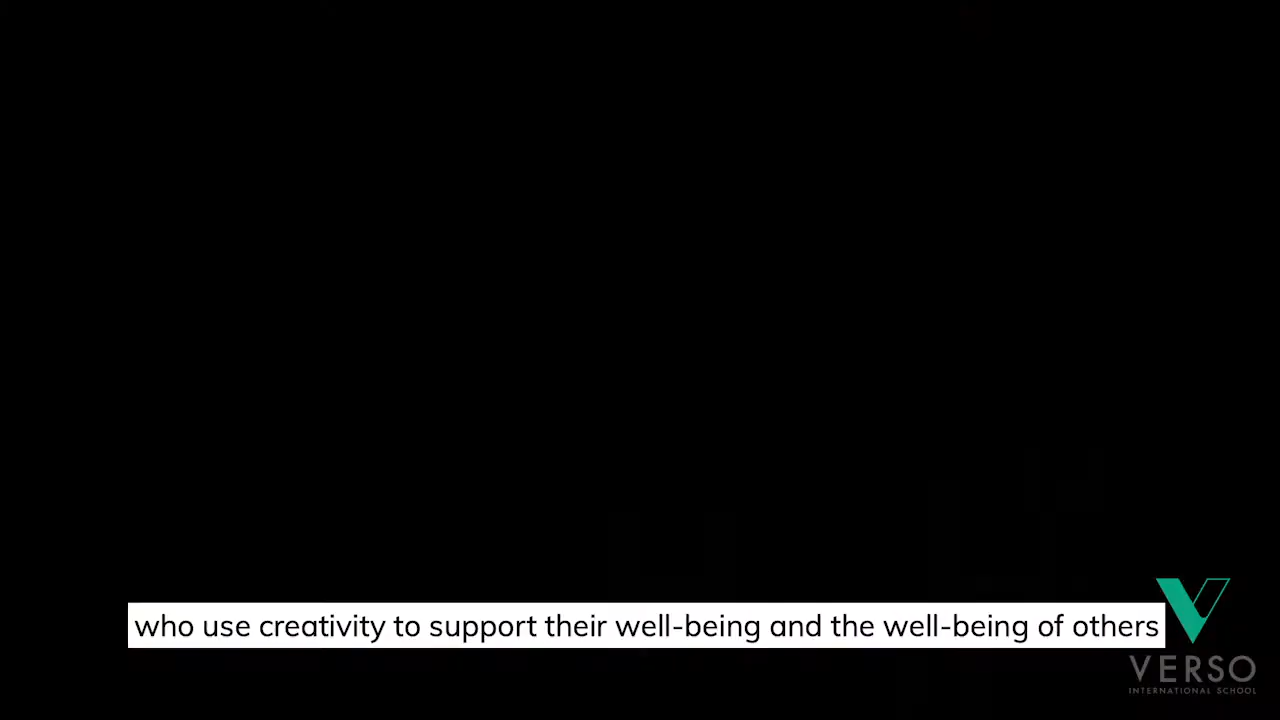 who use creativity to support their well-being and the well-being of others
VERSO
INTERNATIONAL SCHOOL